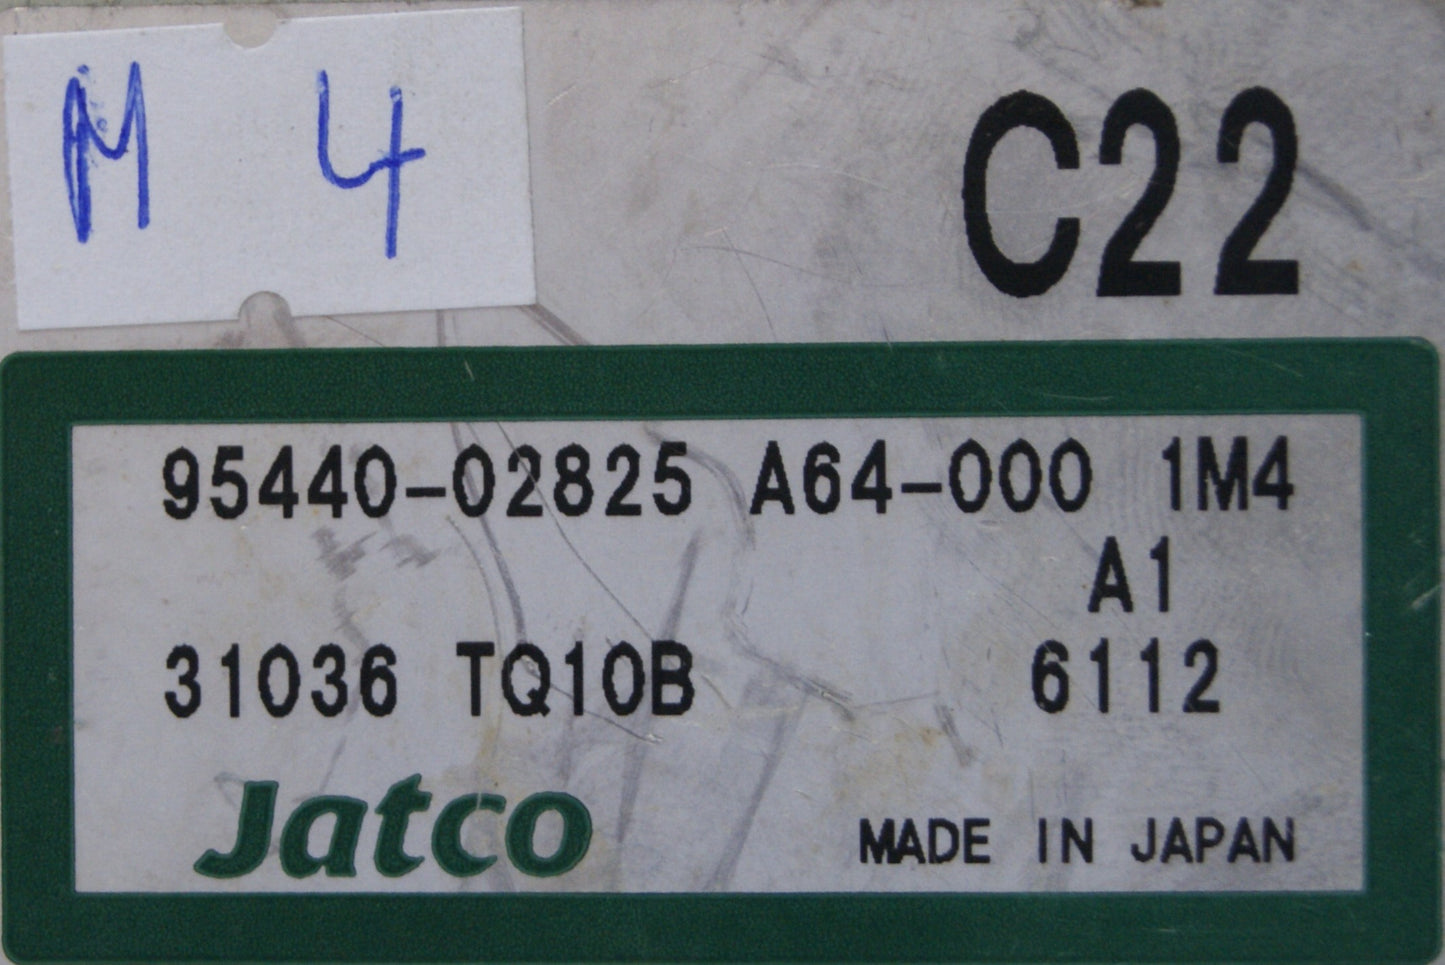 M 4
C22
95440-02825 A64-000 1M4
A1
31036 TQ10B 6112
Jatco MADE IN JAPAN